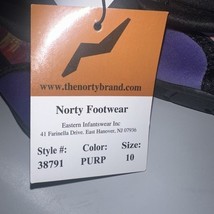 www.thenortybrand.com
Norty Footwear
Eastern Infantswear Inc
41 Farinella Drive. East Hanover, NJ 07936
Style #: Color: Size:
38791 PURP 10